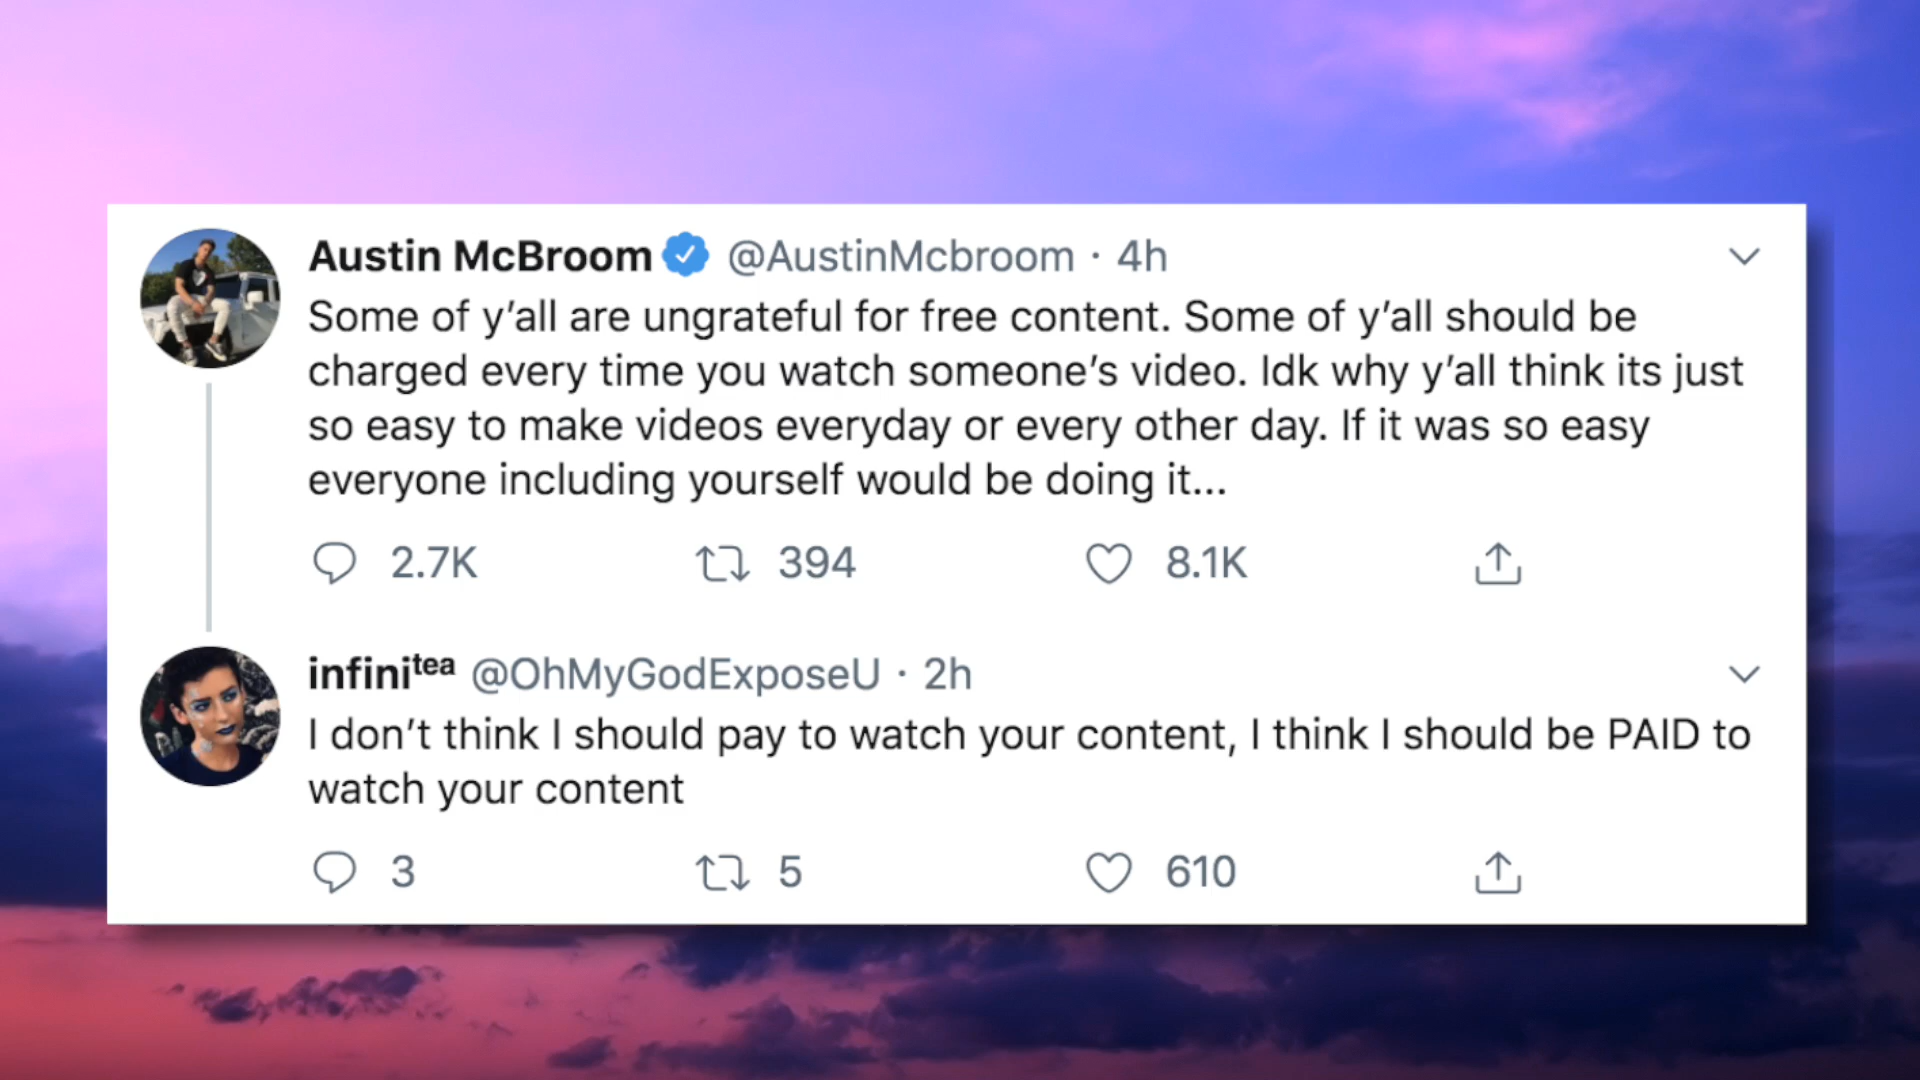 Austin McBroom @AustinMcbroom · 4h
Some of y’all are ungrateful for free content. Some of y’all should be
charged every time you watch someone’s video. Idk why y’all think its just
so easy to make videos everyday or every other day. If it was so easy
everyone including yourself would be doing it...
2.7K 394 8.1K
infiniᵗᵉᵃ @OhMyGodExposeU · 2h
I don’t think I should pay to watch your content, I think I should be PAID to
watch your content
3 5 610